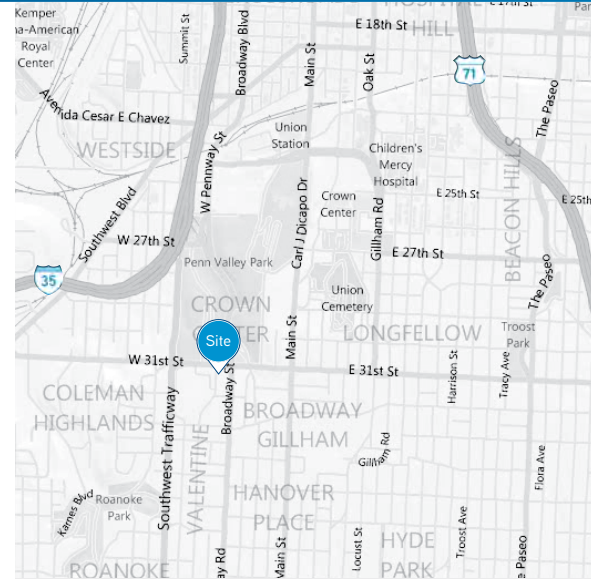 E 17th St
HILL
Kemper
na-American
Royal
Center
Summit St
Broadway Blvd
Main St
E 18th St
Oak St
71
The Paseo
Avenida Cesar E Chavez
WESTSIDE
Union
Station
Children's
Mercy
Hospital
W Pennway St
Southwest Blvd
Crown
Center
E 25th St
E 25th
BEACON HILLS
Carl J Dicapo Dr
Gillham Rd
W 27th St
E 27th St
Penn Valley Park
35
The Paseo
Union
Cemetery
CROWN
CENTER
Site
Main St
LONGFELLOW
Troost
Park
W 31st St
E 31st St
Harrison St
Tracy Ave
COLEMAN
HIGHLANDS
Southwest Trafficway
Broadway St
BROADWAY
GILLHAM
Gillham Rd
VALENTINE
Flora Ave
Karnes Blvd
Roanoke
Park
HANOVER
PLACE
Locust St
HYDE
PARK
Troost Ave
ROANOKE
ay Rd
Main St
e Paseo